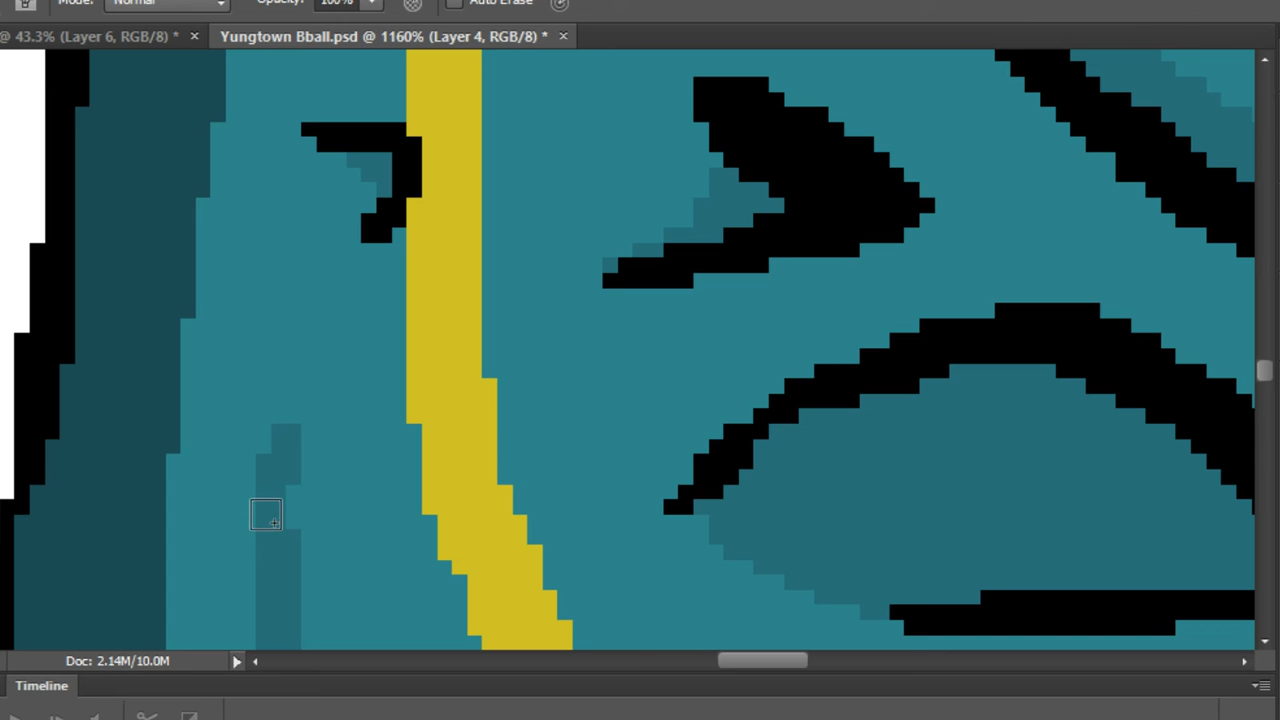 Mode: Normal Opacity: 100% Auto Erase
@ 43.3% (Layer 6, RGB/8) * × Yungtown Bball.psd @ 1160% (Layer 4, RGB/8) * ×
Doc: 2.14M/10.0M
Timeline